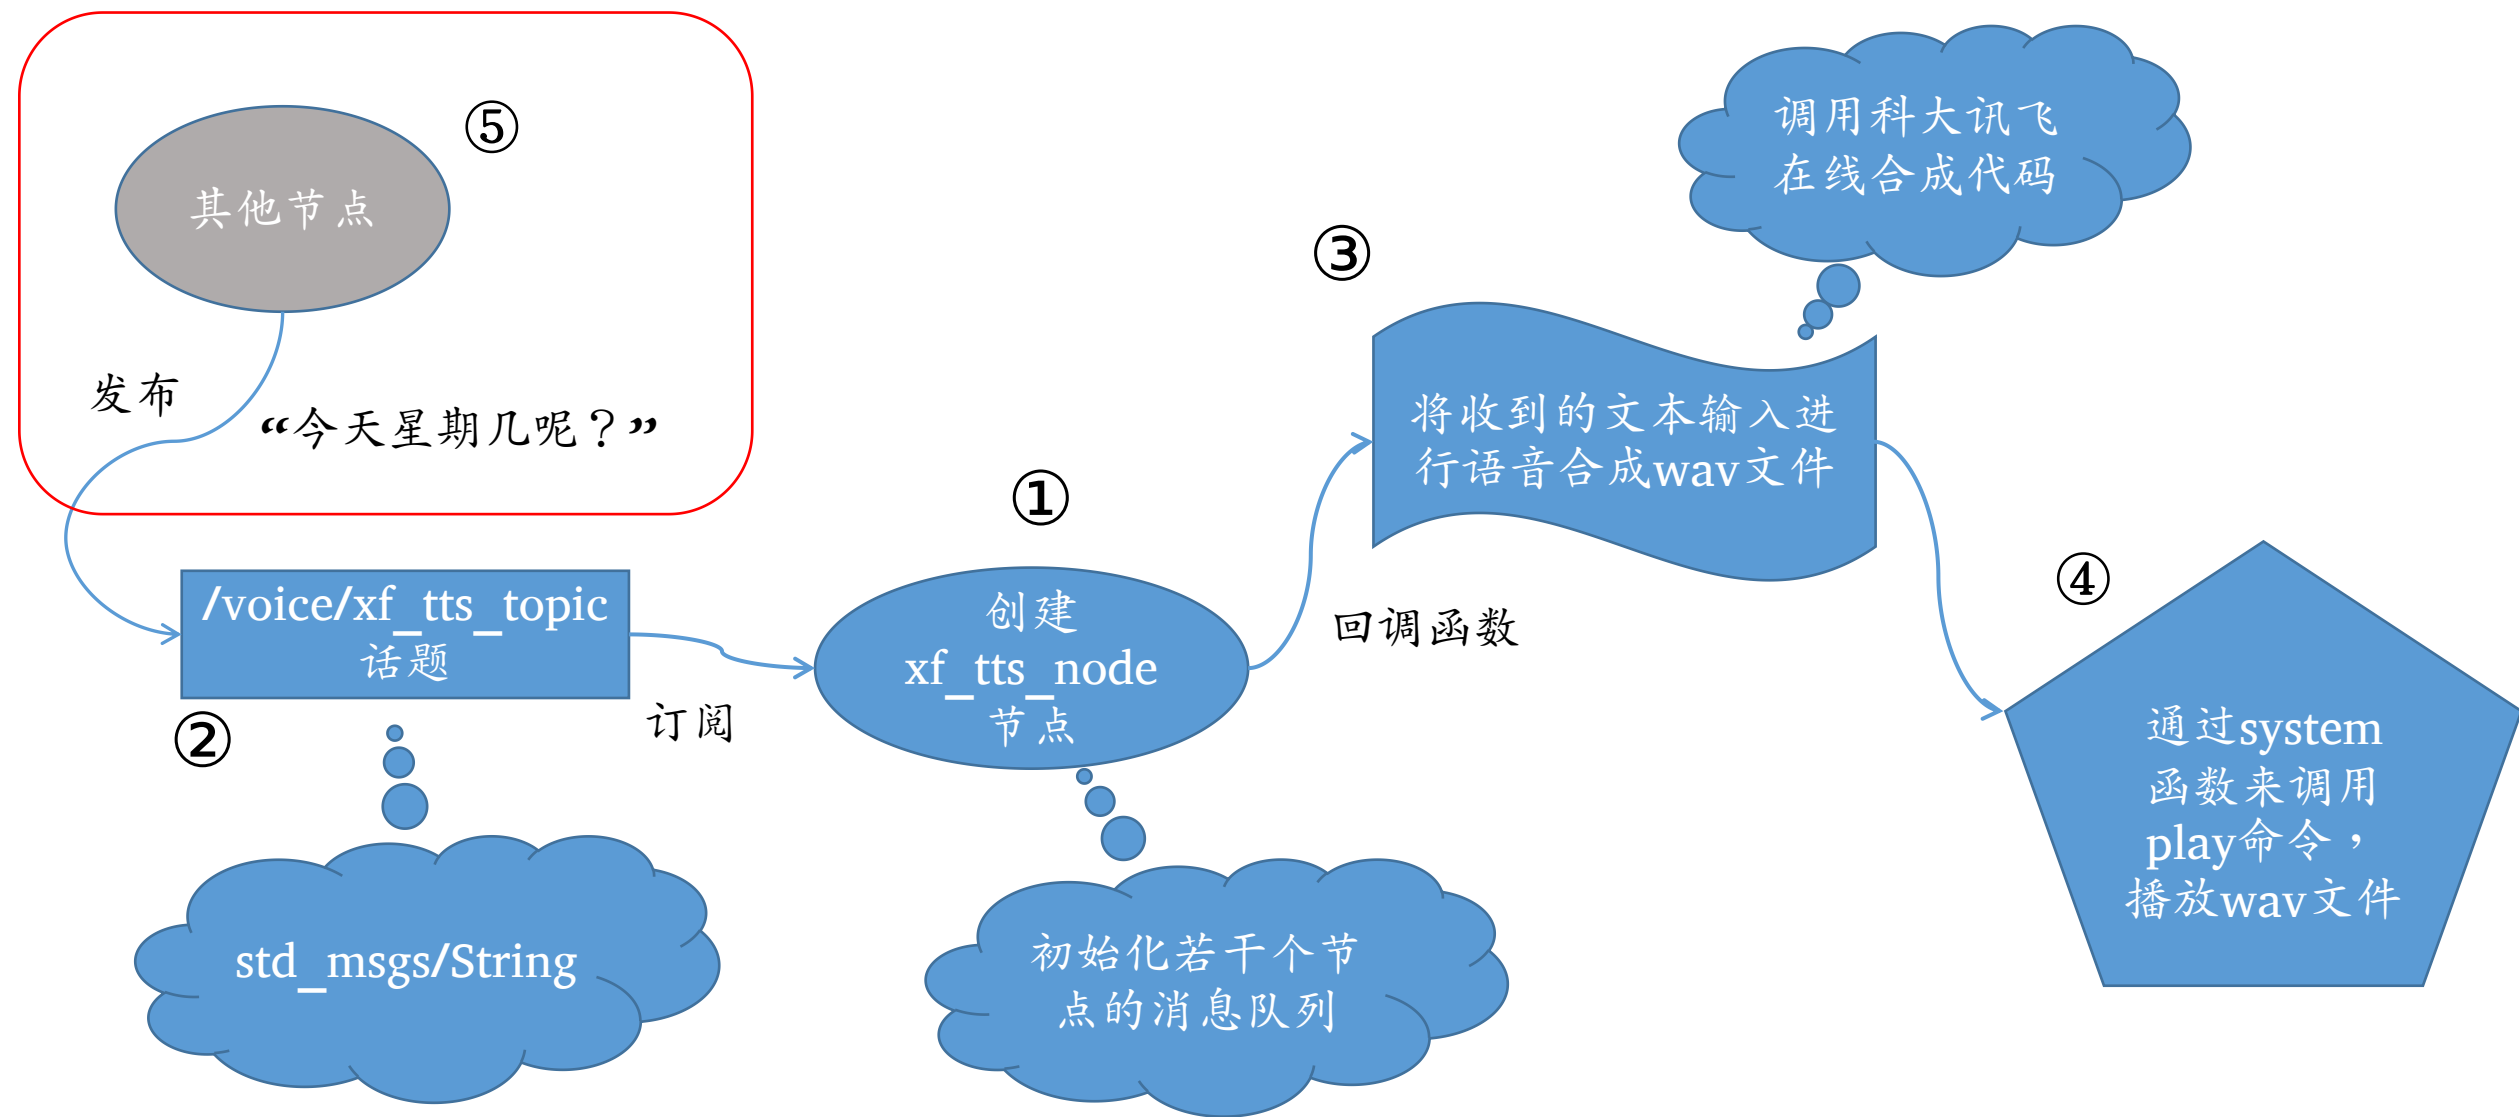 ⑤
其他节点
发布
“今天星期几呢？”
调用科大讯飞
在线合成代码
③
将收到的文本输入进
行语音合成wav文件
①
/voice/xf_tts_topic
话题
②
订阅
创建
xf_tts_node
节点
回调函数
④
通过system
函数来调用
play命令，
播放wav文件
std_msgs/String
初始化若干个节
点的消息队列